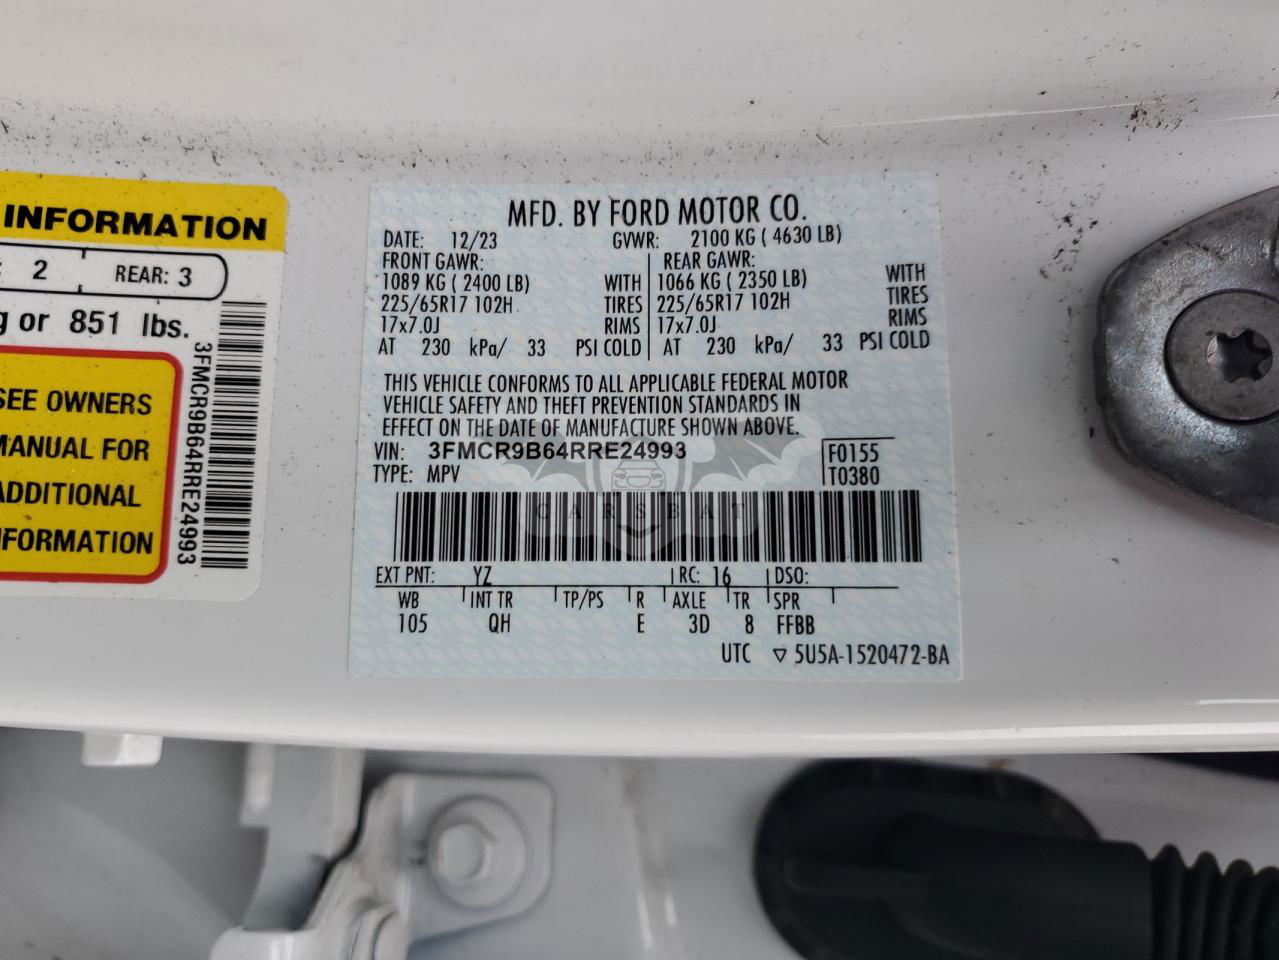 INFORMATION
2 REAR: 3
g or 851 lbs.
SEE OWNERS
MANUAL FOR
ADDITIONAL
INFORMATION
3FMCR9B64RRE24993
MFD. BY FORD MOTOR CO.
DATE: 12/23 GVWR: 2100 KG ( 4630 LB)
FRONT GAWR: REAR GAWR:
1089 KG ( 2400 LB) WITH 1066 KG ( 2350 LB) WITH
225/65R17 102H TIRES 225/65R17 102H TIRES
17x7.0J RIMS 17x7.0J RIMS
AT 230 kPa/ 33 PSI COLD AT 230 kPa/ 33 PSI COLD
THIS VEHICLE CONFORMS TO ALL APPLICABLE FEDERAL MOTOR
VEHICLE SAFETY AND THEFT PREVENTION STANDARDS IN
EFFECT ON THE DATE OF MANUFACTURE SHOWN ABOVE.
VIN: 3FMCR9B64RRE24993 F0155
TYPE: MPV T0380
CARSBAT
EXT PNT: YZ RC: 16 DSO:
WB INT TR TP/PS R AXLE TR SPR
105 QH E 3D 8 FFBB
UTC ▽ 5U5A-1520472-BA